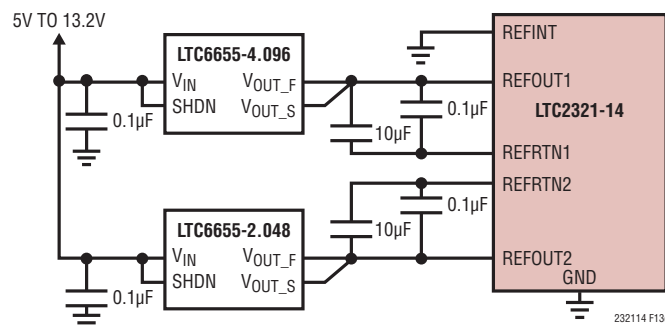 5V TO 13.2V
LTC6655-4.096
VIN
SHDN
VOUT_F
VOUT_S
0.1µF
10µF
0.1µF
REFINT
REFOUT1
LTC2321-14
REFRTN1
REFRTN2
REFOUT2
GND
LTC6655-2.048
VIN
SHDN
VOUT_F
VOUT_S
0.1µF
10µF
0.1µF
232114 F13